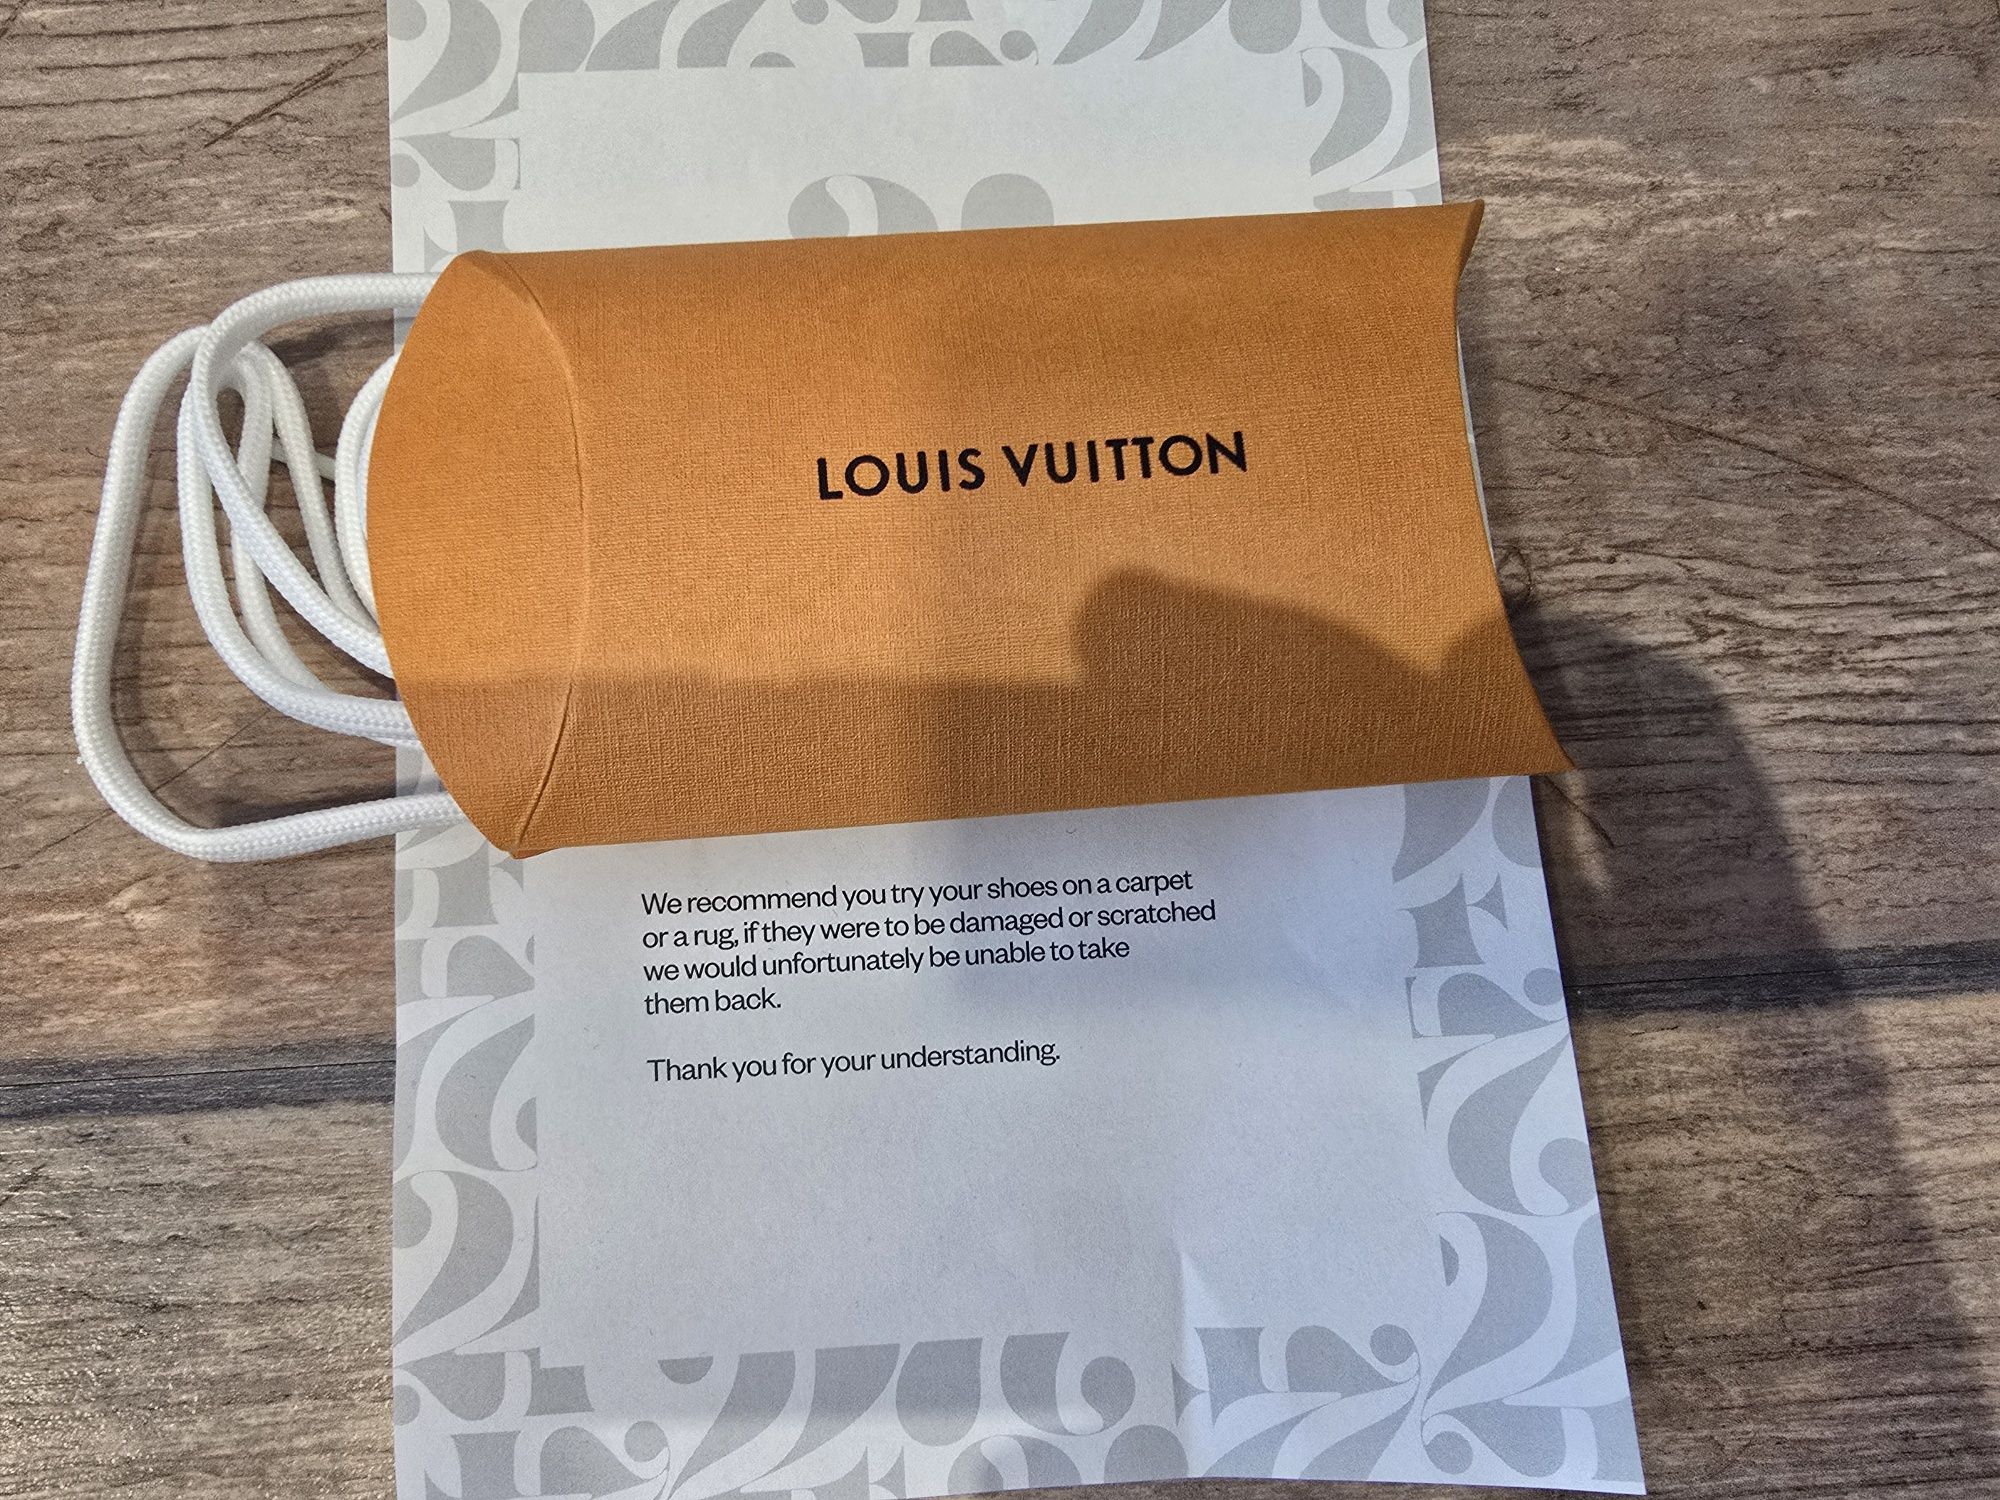 LOUIS VUITTON
We recommend you try your shoes on a carpet
or a rug, if they were to be damaged or scratched
we would unfortunately be unable to take
them back.
Thank you for your understanding.